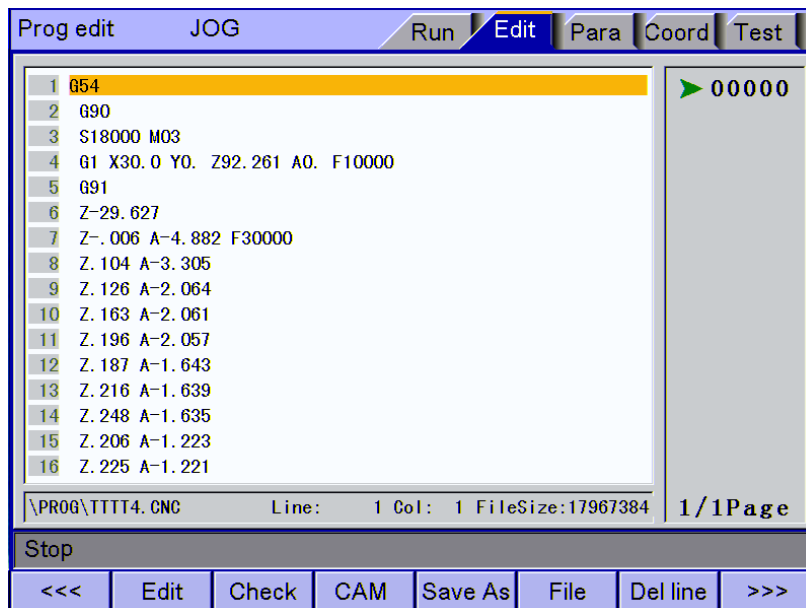 Prog edit JOG Run Edit Para Coord Test
1 G54
2 G90
3 S18000 M03
4 G1 X30.0 Y0. Z92.261 A0. F10000
5 G91
6 Z-29.627
7 Z-.006 A-4.882 F30000
8 Z.104 A-3.305
9 Z.126 A-2.064
10 Z.163 A-2.061
11 Z.196 A-2.057
12 Z.187 A-1.643
13 Z.216 A-1.639
14 Z.248 A-1.635
15 Z.206 A-1.223
16 Z.225 A-1.221
00000
\PROG\TTTT4.CNC Line: 1 Col: 1 FileSize:17967384
1/1Page
Stop
<<< Edit Check CAM Save As File Del line >>>